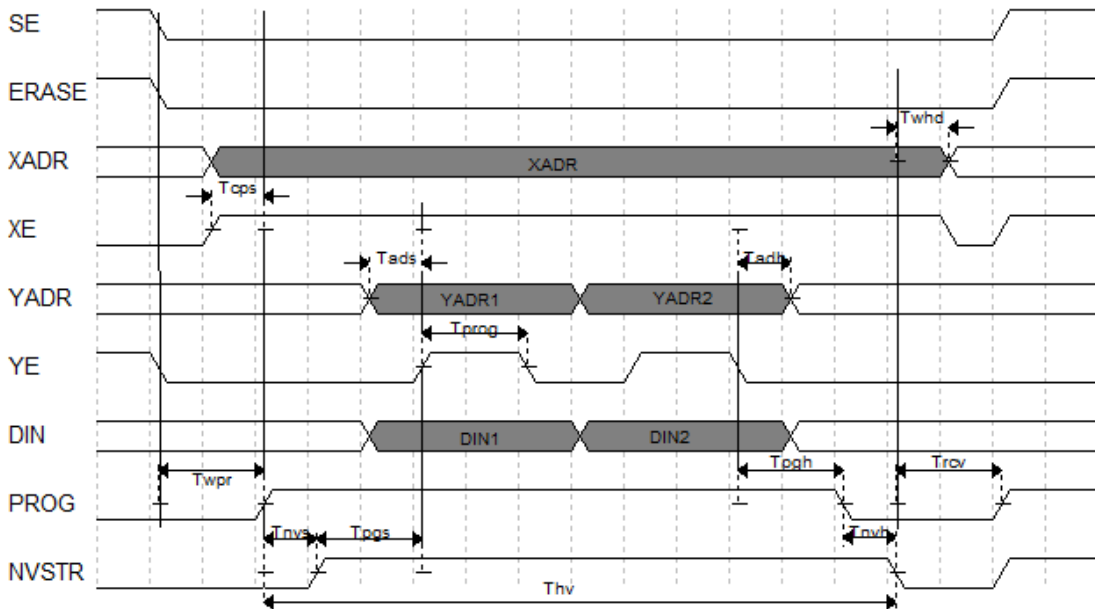 SE
ERASE
Twhd
XADR
XADR
Tcps
XE
Tads
Tadh
YADR
YADR1
YADR2
Tprog
YE
DIN
DIN1
DIN2
Twpr
Tpgh
Trcv
PROG
Tnvs
Tpgs
Tnvh
NVSTR
Thv